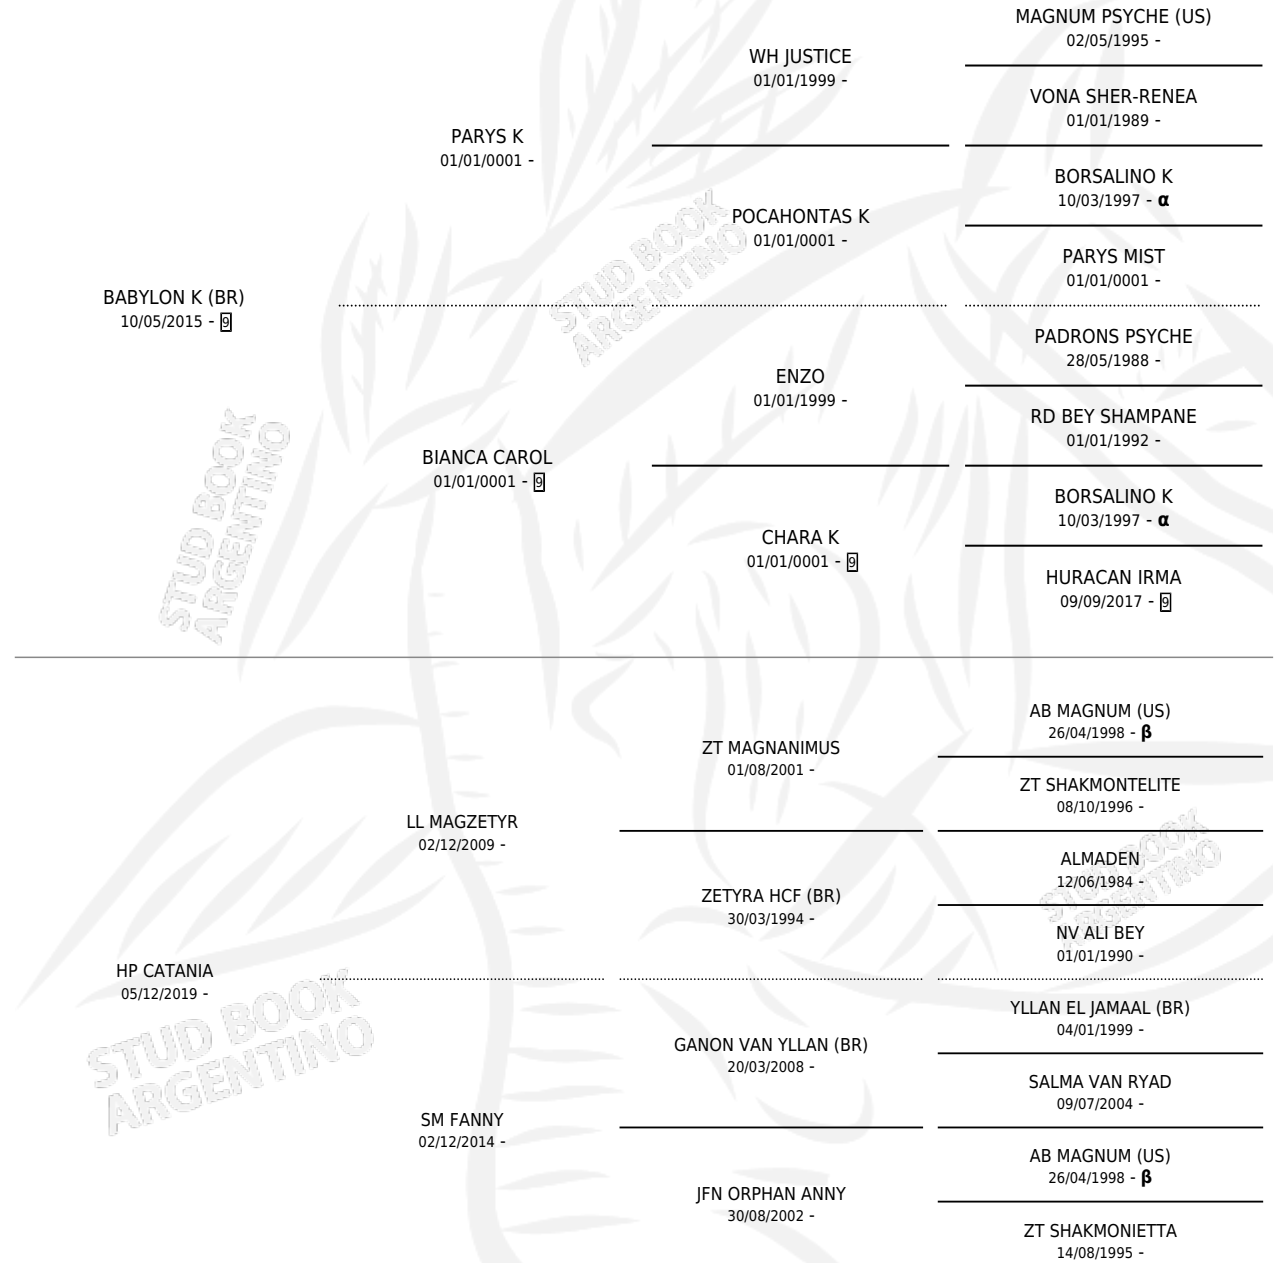 MAGNUM PSYCHE (US)
02/05/1995 -
WH JUSTICE
01/01/1999 -
VONA SHER-RENEA
01/01/1989 -
PARYS K
01/01/0001 -
BORSALINO K
10/03/1997 - α
POCAHONTAS K
01/01/0001 -
PARYS MIST
01/01/0001 -
BABYLON K (BR)
10/05/2015 - 9
PADRONS PSYCHE
28/05/1988 -
ENZO
01/01/1999 -
RD BEY SHAMPANE
01/01/1992 -
BIANCA CAROL
01/01/0001 - 9
BORSALINO K
10/03/1997 - α
CHARA K
01/01/0001 - 9
HURACAN IRMA
09/09/2017 - 9
STUD BOOK
ARGENTINO
STUD BOOK
ARGENTINO
AB MAGNUM (US)
26/04/1998 - β
ZT MAGNANIMUS
01/08/2001 -
ZT SHAKMONTELITE
08/10/1996 -
LL MAGZETYR
02/12/2009 -
ALMADEN
12/06/1984 -
ZETYRA HCF (BR)
30/03/1994 -
NV ALI BEY
01/01/1990 -
HP CATANIA
05/12/2019 -
YLLAN EL JAMAAL (BR)
04/01/1999 -
GANON VAN YLLAN (BR)
20/03/2008 -
SALMA VAN RYAD
09/07/2004 -
SM FANNY
02/12/2014 -
AB MAGNUM (US)
26/04/1998 - β
JFN ORPHAN ANNY
30/08/2002 -
ZT SHAKMONIETTA
14/08/1995 -
STUD BOOK
ARGENTINO
STUD BOOK
ARGENTINO